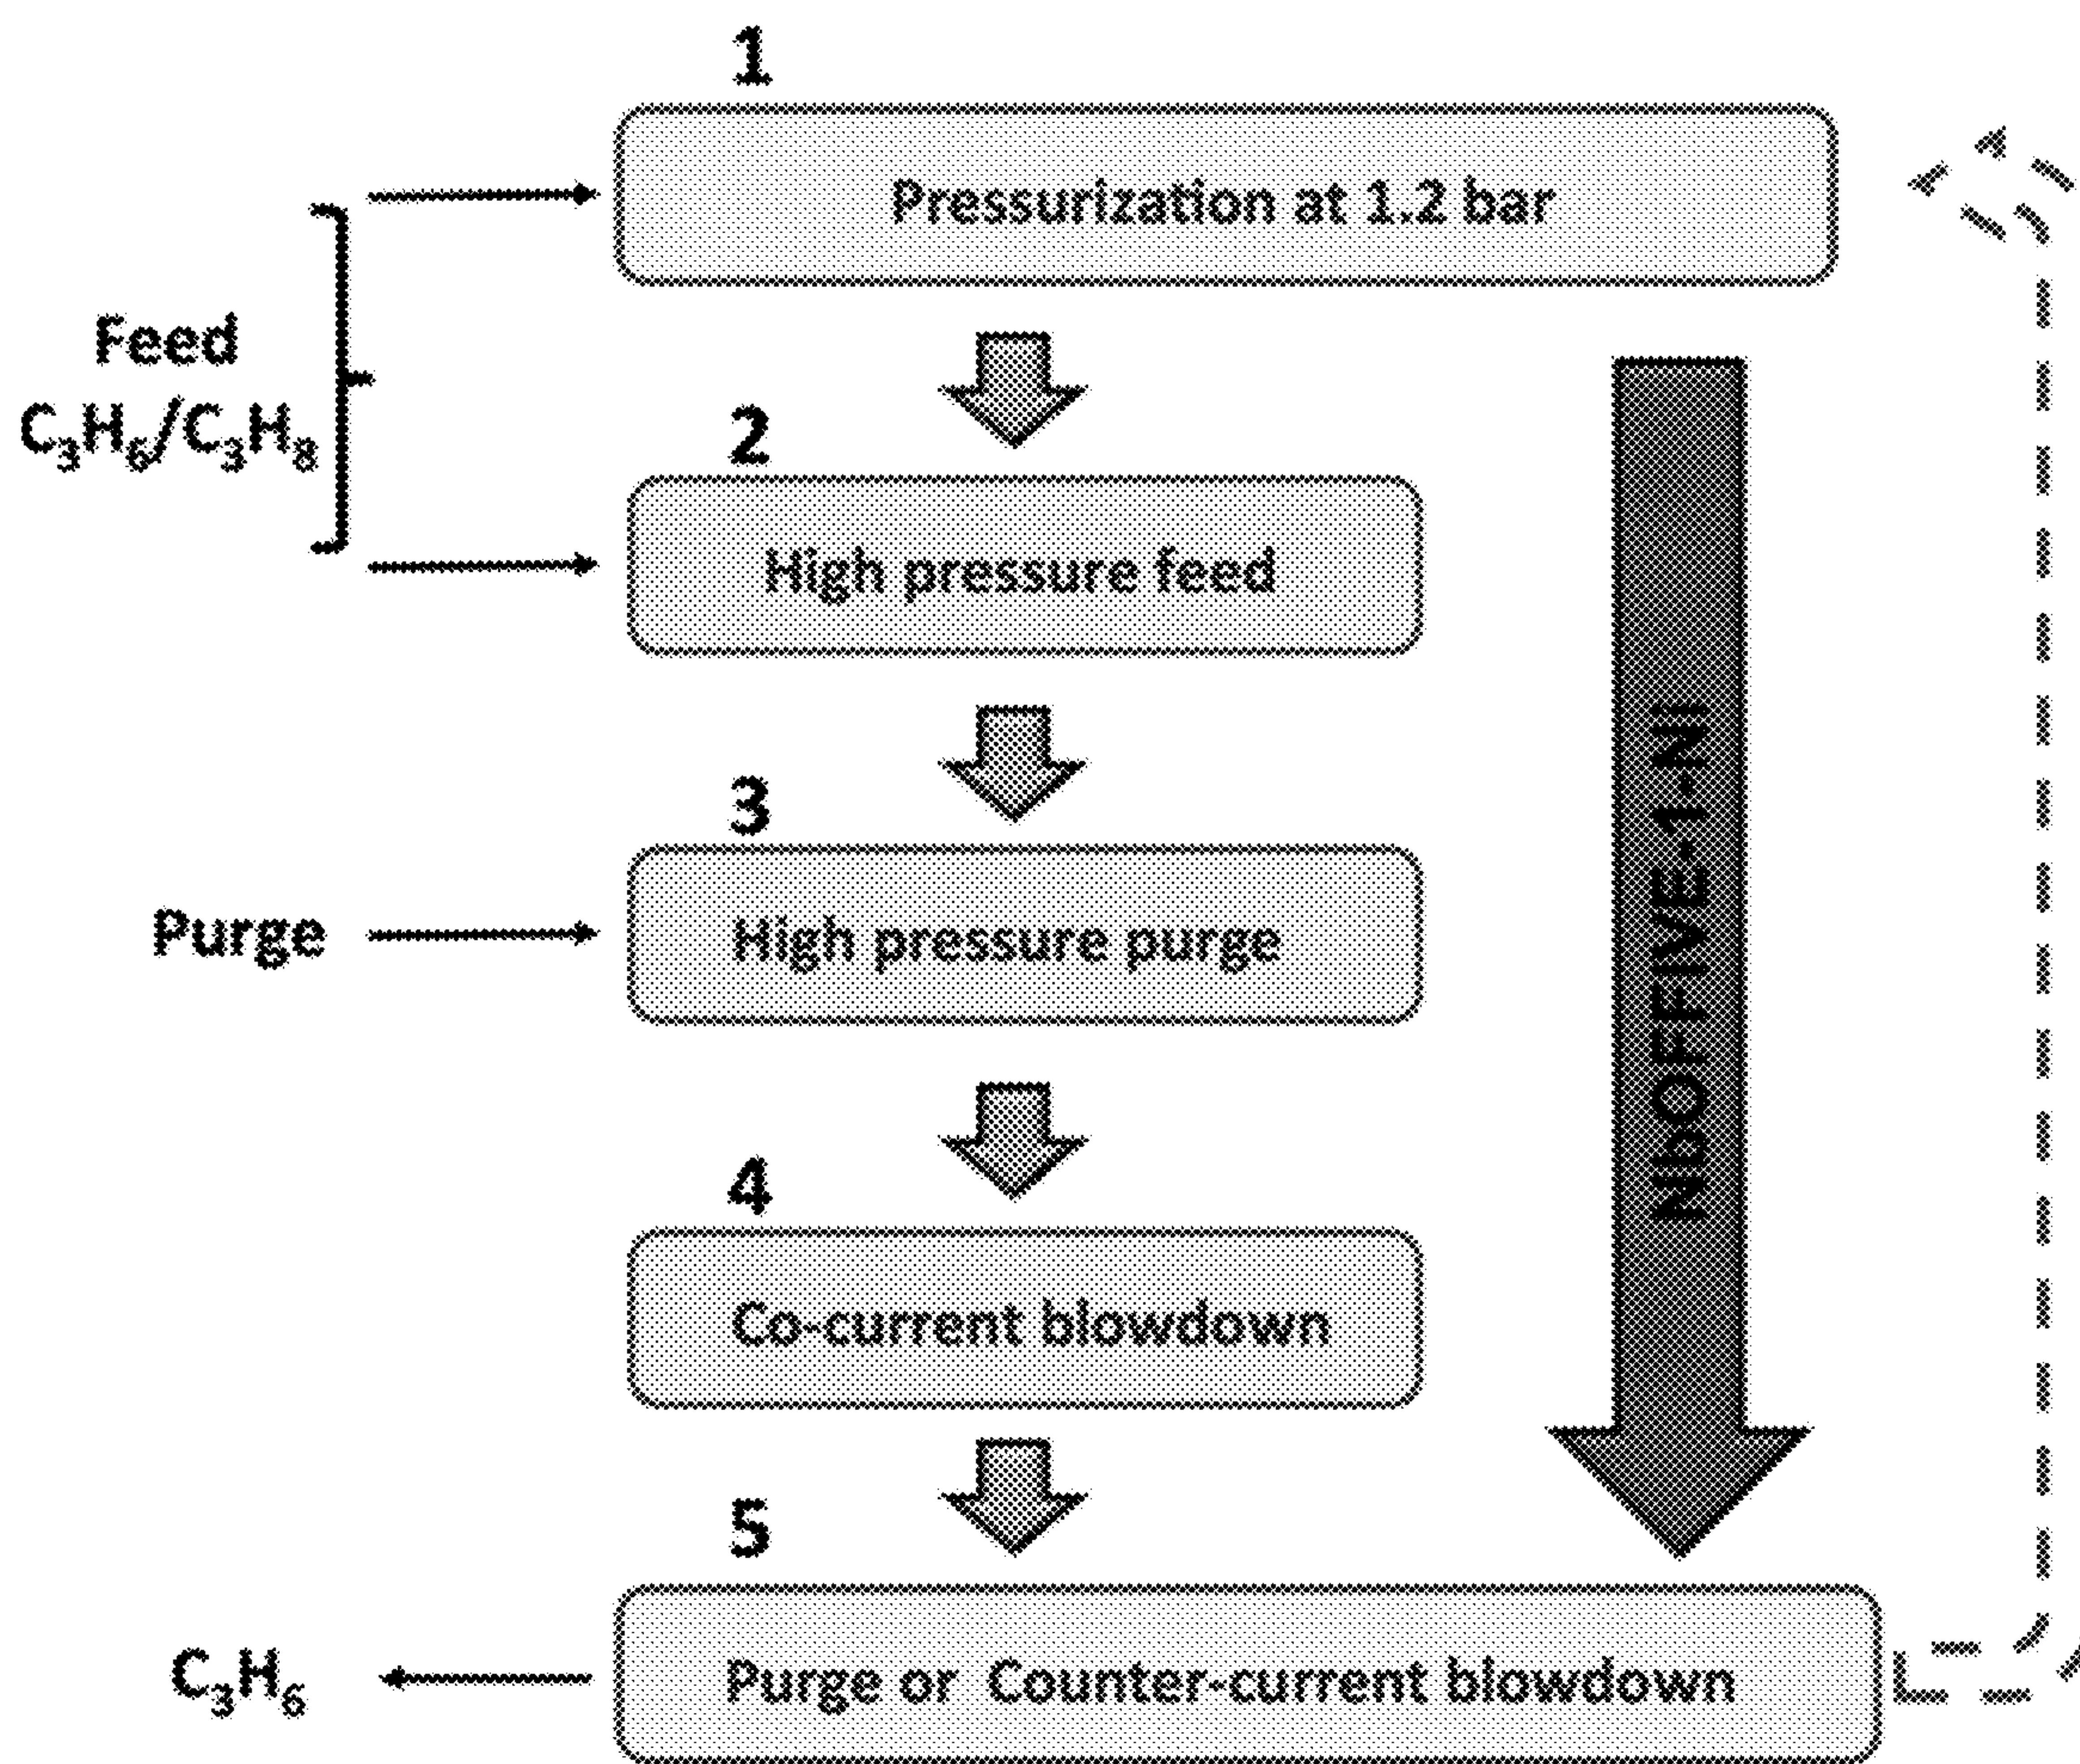 1
Pressurization at 1.2 bar
Feed
C₃H₆/C₃H₈
2
High pressure feed
3
Purge
High pressure purge
NbOFFIVE-1-Ni
4
Co-current blowdown
5
C₃H₆
Purge or Counter-current blowdown